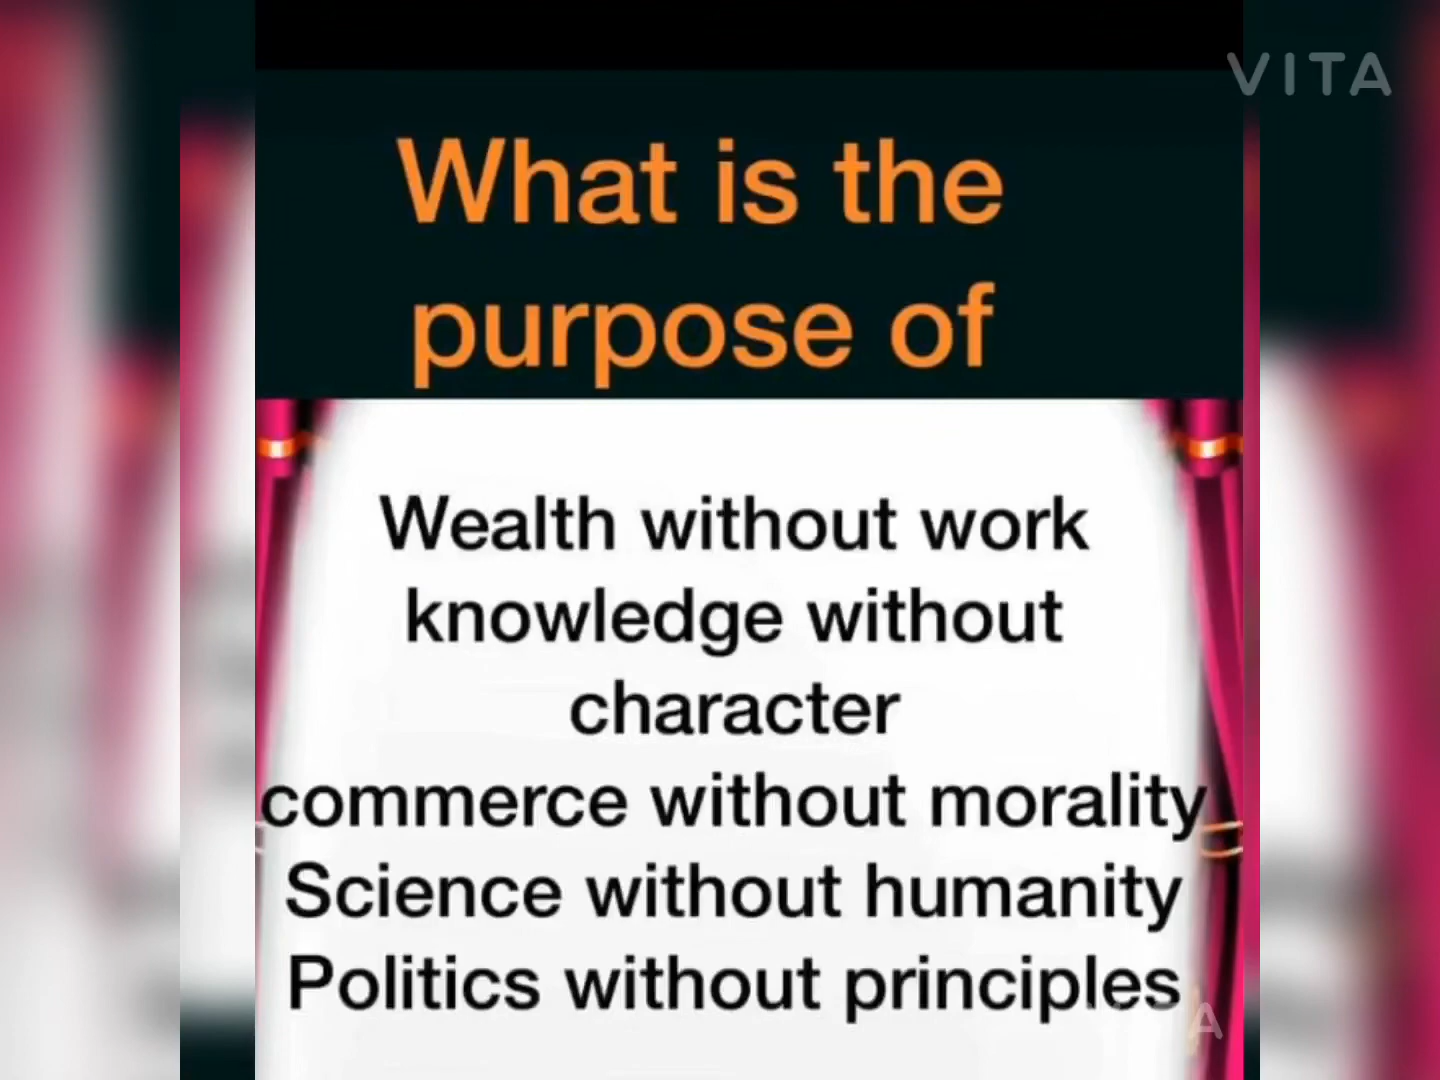 VITA
What is the
purpose of
Wealth without work
knowledge without
character
commerce without morality
Science without humanity
Politics without principles